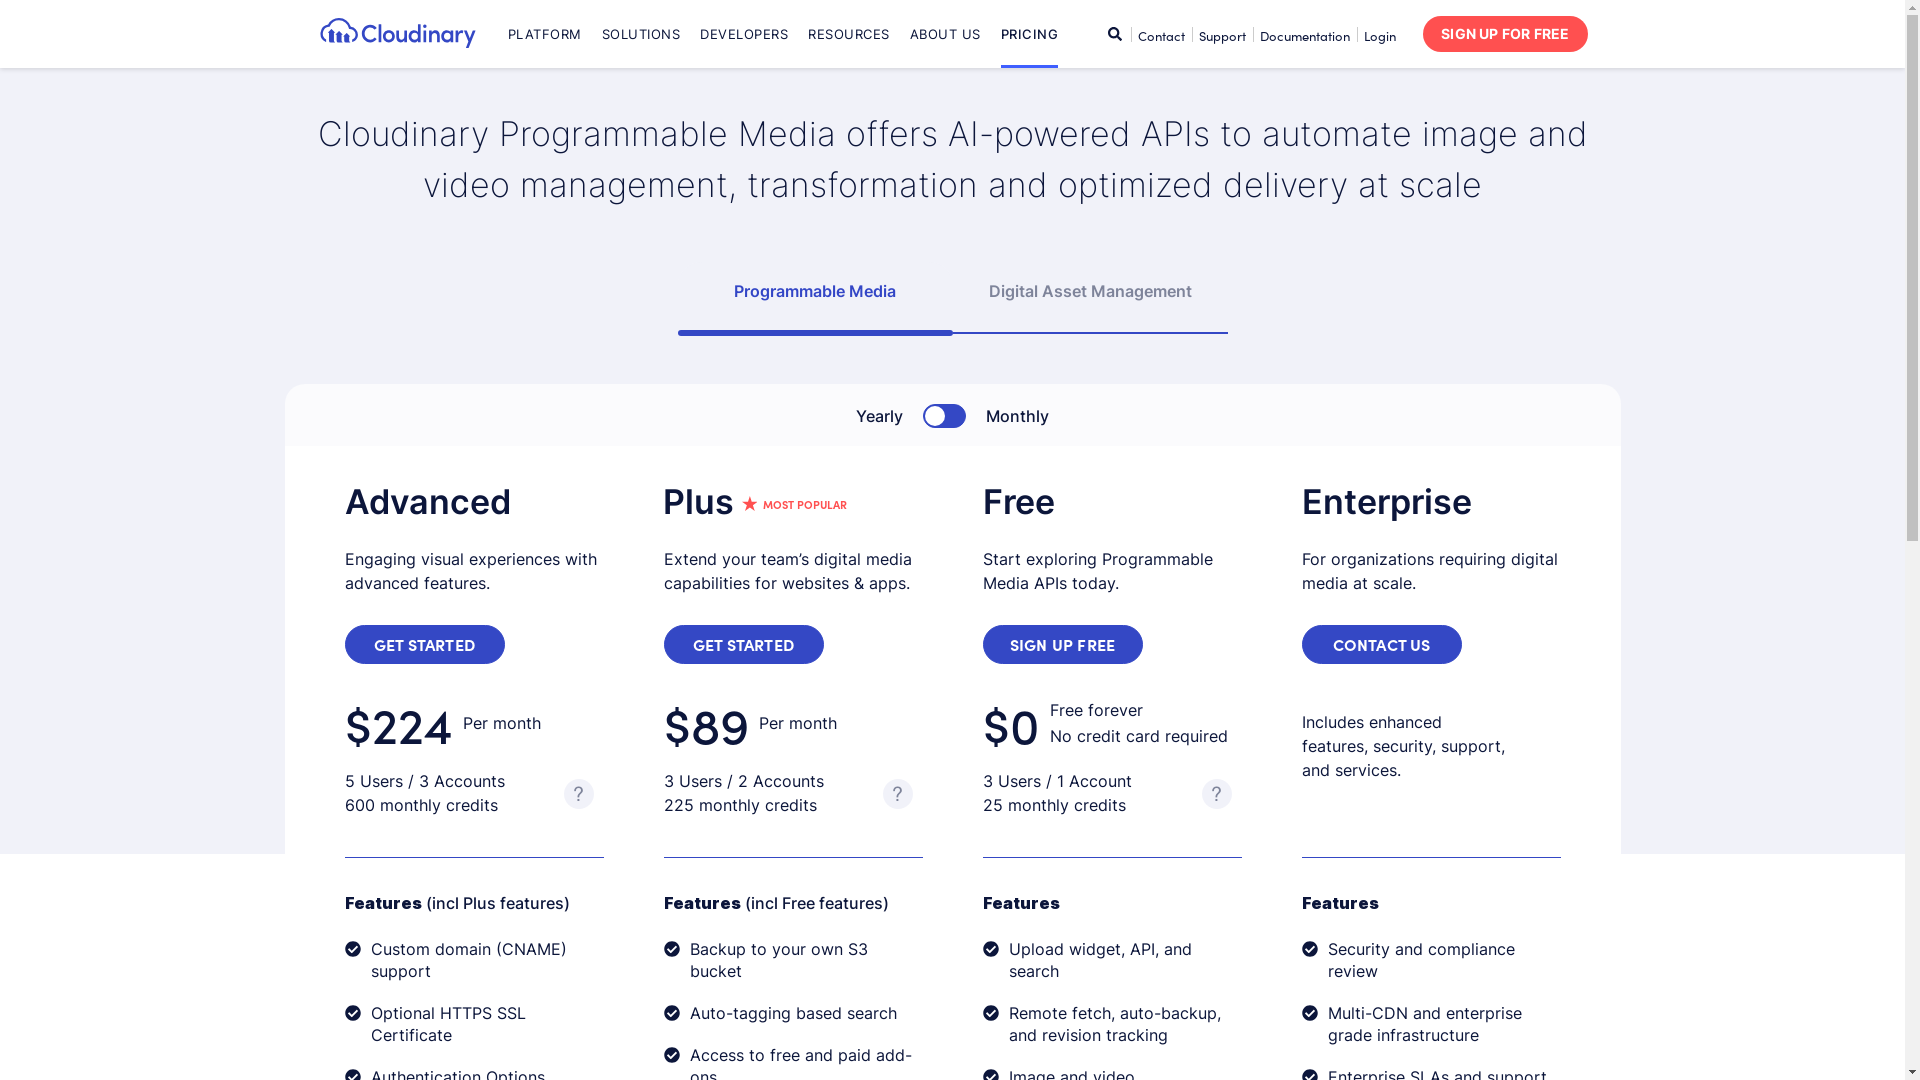 Cloudinary
PLATFORM
SOLUTIONS
DEVELOPERS
RESOURCES
ABOUT US
PRICING
Contact
Support
Documentation
Login
SIGN UP FOR FREE
Cloudinary Programmable Media offers AI-powered APIs to automate image and
video management, transformation and optimized delivery at scale
Programmable Media
Digital Asset Management
Yearly
Monthly
Advanced
Engaging visual experiences with
advanced features.
GET STARTED
$224 Per month
5 Users / 3 Accounts
600 monthly credits
?
Features (incl Plus features)
Custom domain (CNAME)
support
Optional HTTPS SSL
Certificate
Authentication Options
Plus ★ MOST POPULAR
Extend your team’s digital media
capabilities for websites & apps.
GET STARTED
$89 Per month
3 Users / 2 Accounts
225 monthly credits
?
Features (incl Free features)
Backup to your own S3
bucket
Auto-tagging based search
Access to free and paid add-
ons
Free
Start exploring Programmable
Media APIs today.
SIGN UP FREE
$0
Free forever
No credit card required
3 Users / 1 Account
25 monthly credits
?
Features
Upload widget, API, and
search
Remote fetch, auto-backup,
and revision tracking
Image and video
Enterprise
For organizations requiring digital
media at scale.
CONTACT US
Includes enhanced
features, security, support,
and services.
Features
Security and compliance
review
Multi-CDN and enterprise
grade infrastructure
Enterprise SLAs and support